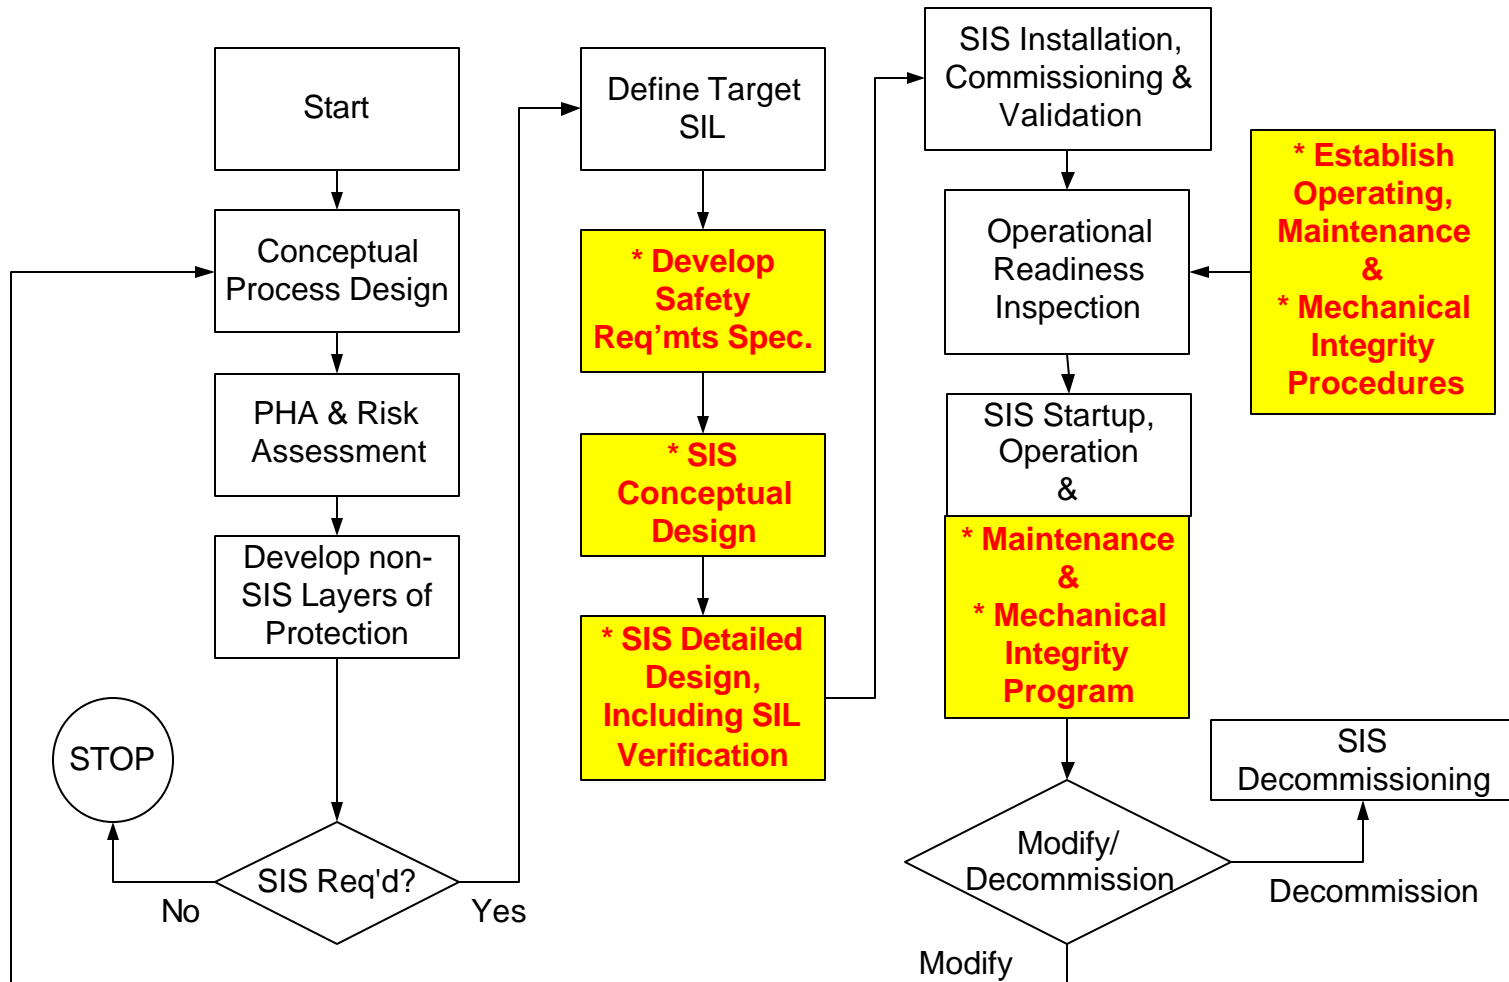 Start
Conceptual
Process Design
PHA & Risk
Assessment
Develop non-
SIS Layers of
Protection
STOP
SIS Req'd?
No
Yes
Define Target
SIL
* Develop
Safety
Req’mts Spec.
* SIS
Conceptual
Design
* SIS Detailed
Design,
Including SIL
Verification
SIS Installation,
Commissioning &
Validation
Operational
Readiness
Inspection
* Establish
Operating,
Maintenance
&
* Mechanical
Integrity
Procedures
SIS Startup,
Operation
&
* Maintenance
&
* Mechanical
Integrity
Program
Modify/
Decommission
SIS
Decommissioning
Decommission
Modify